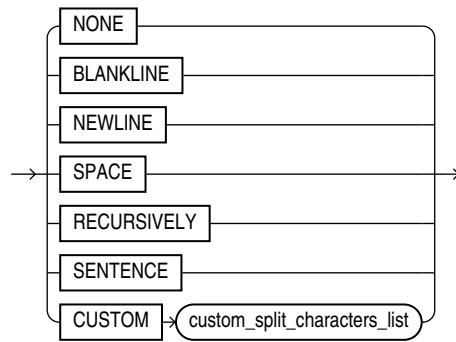 NONE
BLANKLINE
NEWLINE
SPACE
RECURSIVELY
SENTENCE
CUSTOM custom_split_characters_list